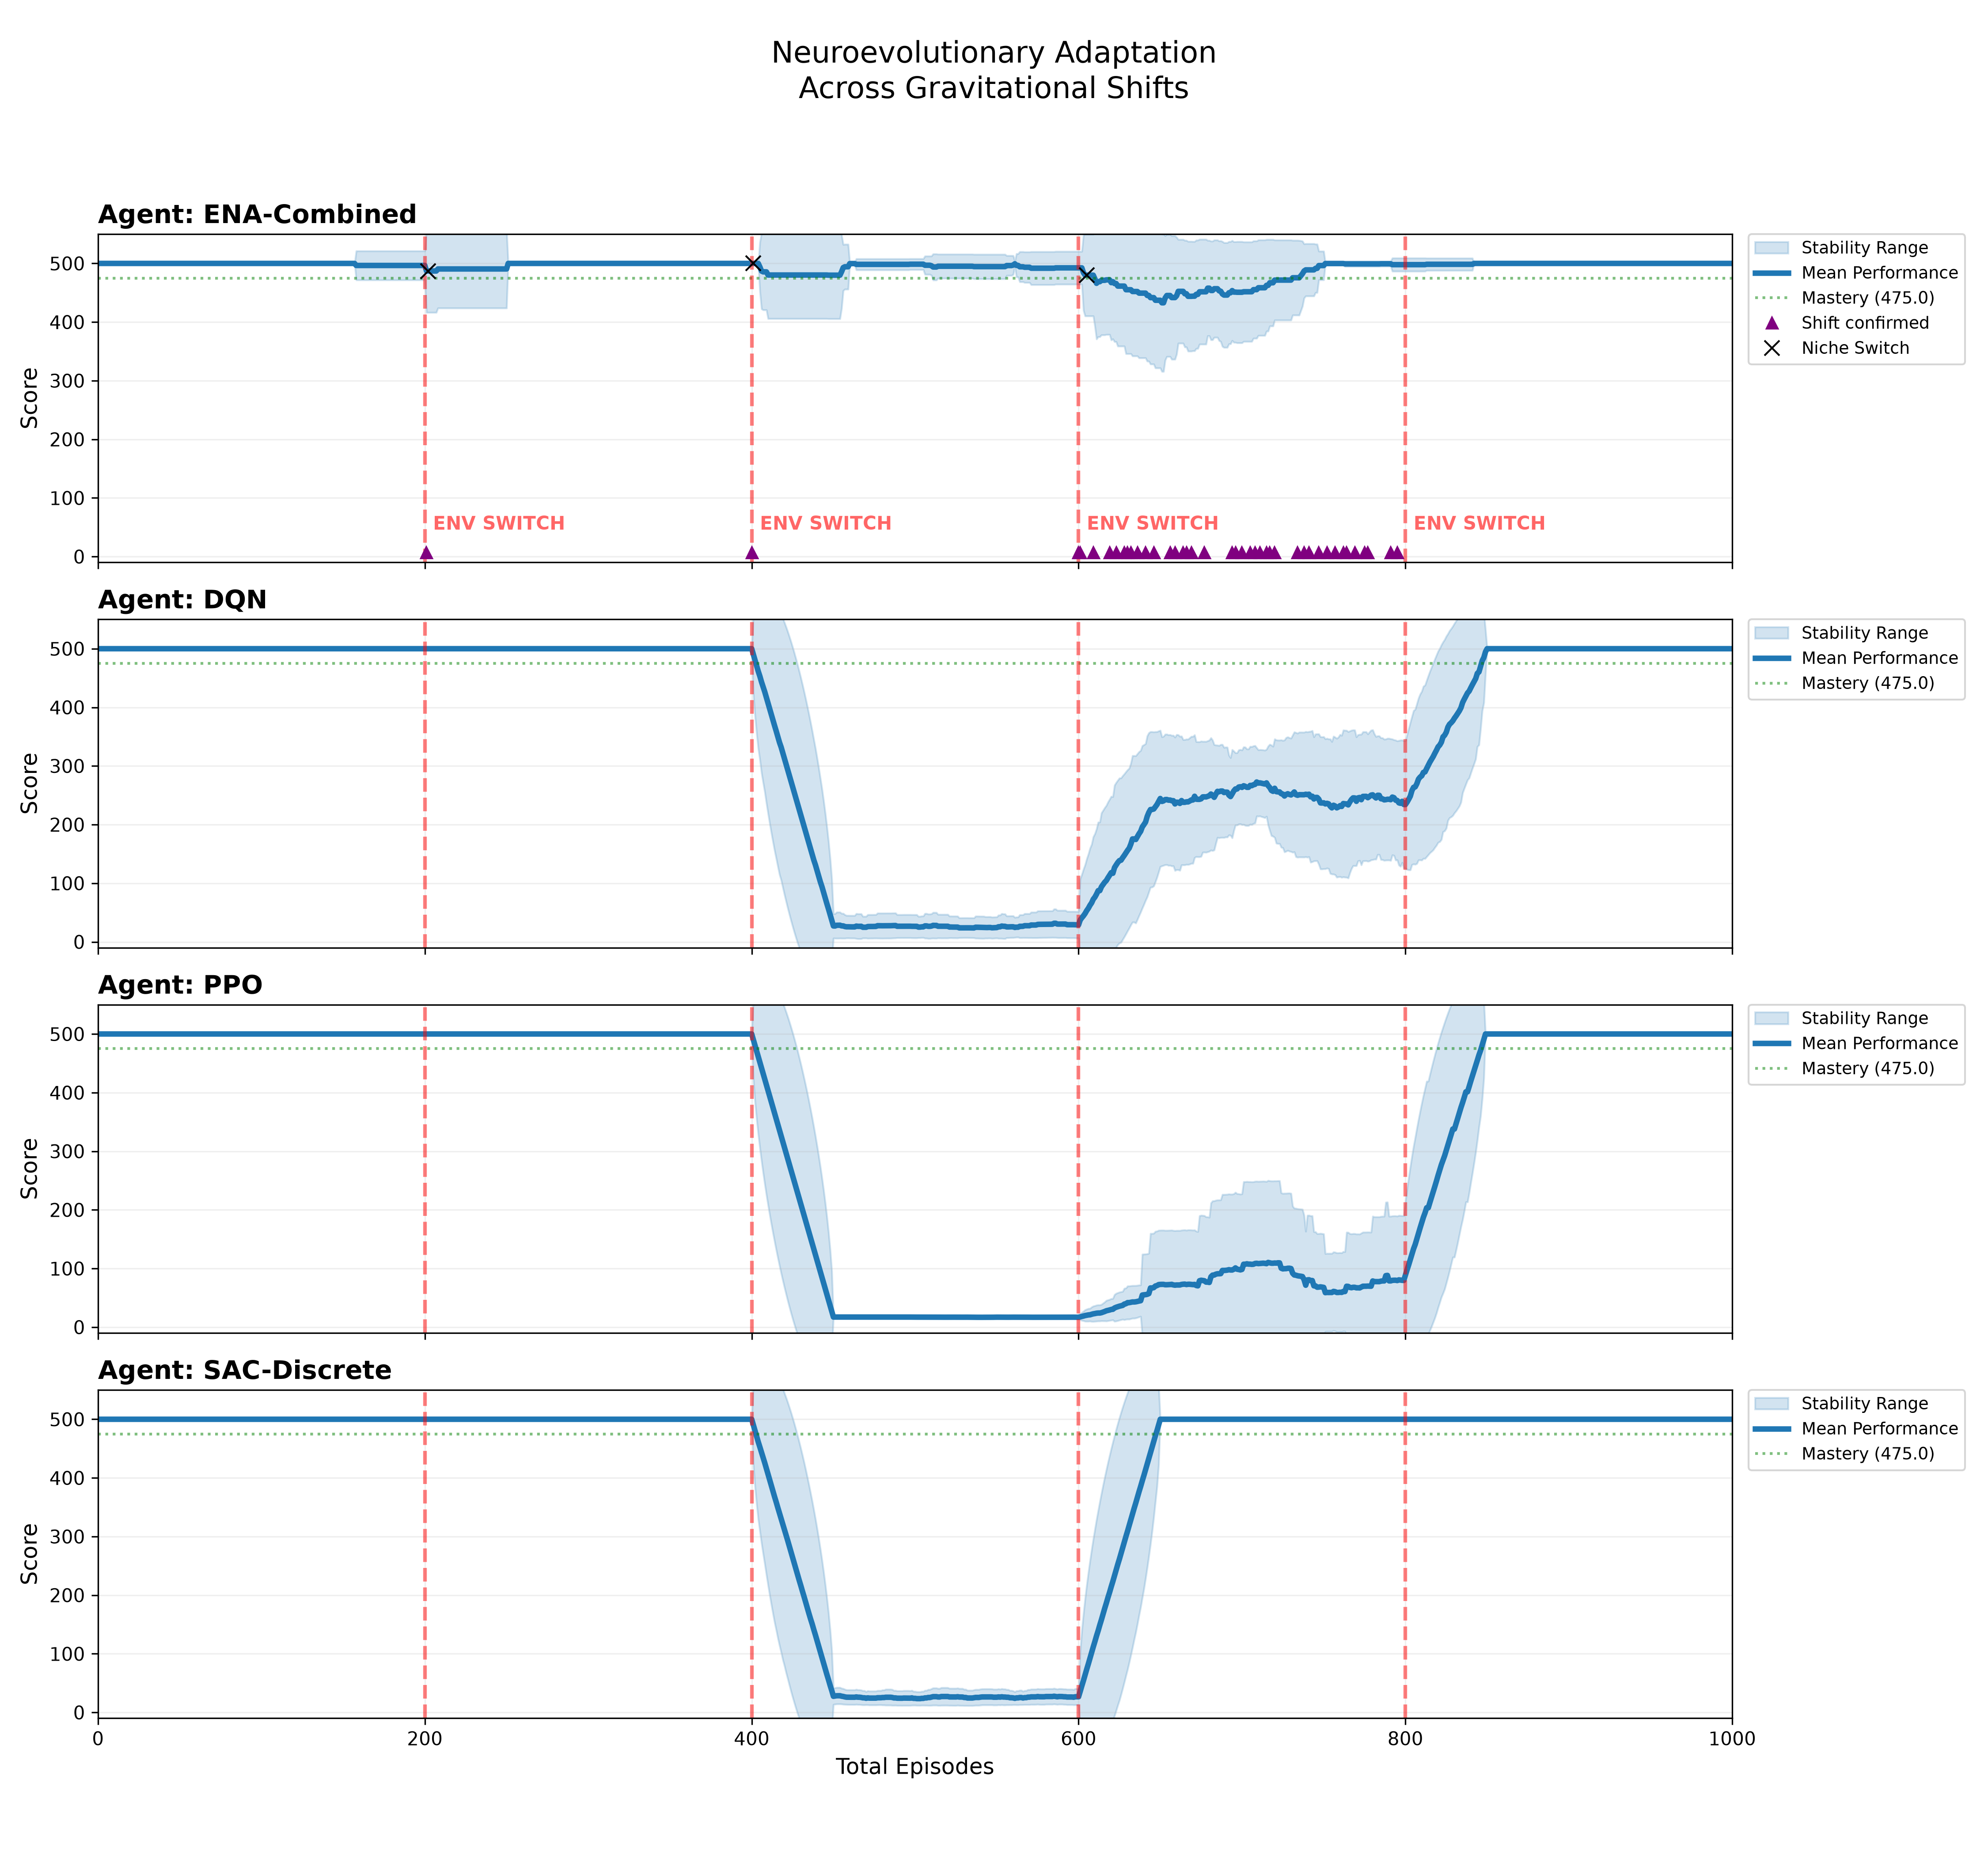 Neuroevolutionary Adaptation
Across Gravitational Shifts
Agent: ENA-Combined
Score
500
400
300
200
100
0
ENV SWITCH
ENV SWITCH
ENV SWITCH
ENV SWITCH
Stability Range
Mean Performance
Mastery (475.0)
Shift confirmed
Niche Switch
Agent: DQN
Score
500
400
300
200
100
0
Stability Range
Mean Performance
Mastery (475.0)
Agent: PPO
Score
500
400
300
200
100
0
Stability Range
Mean Performance
Mastery (475.0)
Agent: SAC-Discrete
Score
500
400
300
200
100
0
Stability Range
Mean Performance
Mastery (475.0)
0
200
400
600
800
1000
Total Episodes